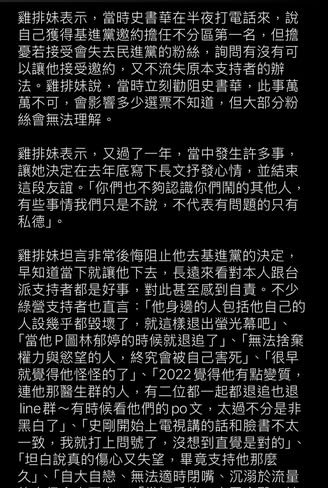 雞排妹表示，當時史書華在半夜打電話來，說
自己獲得基進黨邀約擔任不分區第一名，但擔
憂若接受會失去民進黨的粉絲，詢問有沒有可
以讓他接受邀約，又不流失原本支持者的辦
法。雞排妹說，當時立刻勸阻史書華，此事萬
萬不可，會影響多少選票不知道，但大部分粉
絲會無法理解。
雞排妹表示，又過了一年，當中發生許多事，
讓她決定在去年底寫下長文抒發心情，並結束
這段友誼。「你們也不夠認識你們鬧的其他人，
有些事情我們只是不說，不代表有問題的只有
私德」。
雞排妹坦言非常後悔阻止他去基進黨的決定，
早知道當下就讓他下去，長遠來看對本人跟台
派支持者都是好事，對此甚至感到自責。不少
綠營支持者也直言：「他身邊的人包括他自己的
人設幾乎都毀壞了，就這樣退出螢光幕吧」、
「當他P圖林郁婷的時候就退追了」、「無法捨棄
權力與慾望的人，終究會被自己害死」、「很早
就覺得他怪怪的了」、「2022覺得他有點變質，
連他那醫生群的人，有二位都一起都退追也退
line群～有時候看他們的po文，太過不分是非
黑白了」、「史剛開始上電視講的話和臉書不太
一致，我就打上問號了，沒想到直覺是對的」、
「坦白說真的傷心又失望，畢竟支持他那麼
久」、「自大自戀、無法適時閉嘴、沉溺於流量